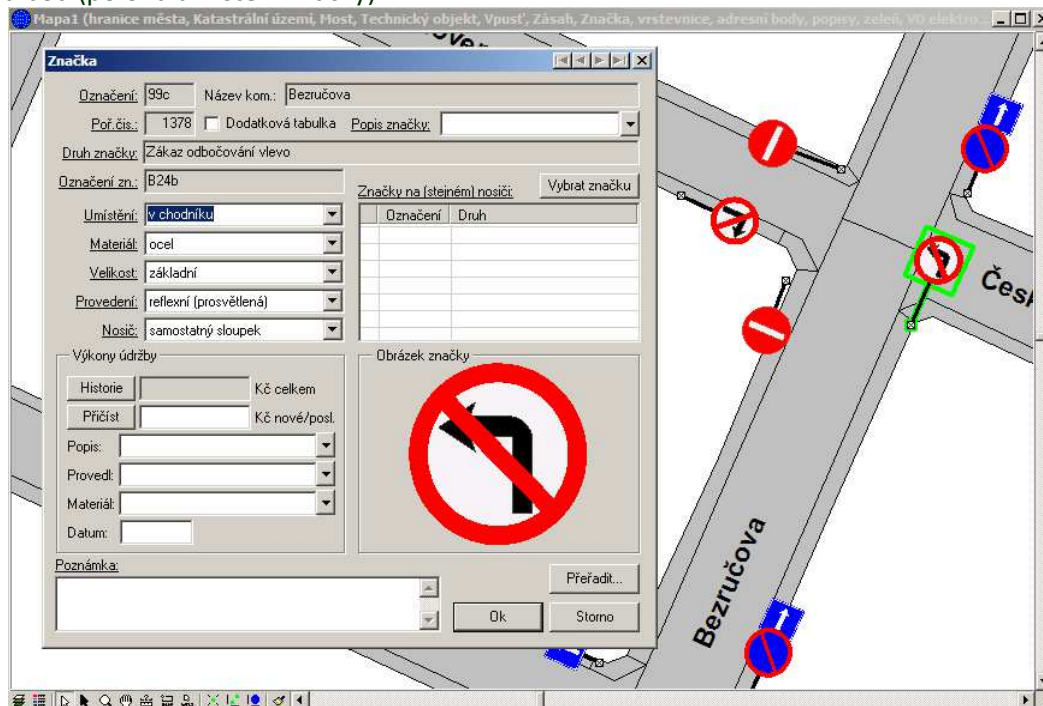 Mapa1 (hranice města, Katastrální území, Most, Technický objekt, Vpusť, Zásah, Značka, vrstevnice, adresní body, popisy, zeleň, VO elektro...
Značka
Označení: 99c Název kom.: Bezručova
Poř.čís.: 1378 Dodatková tabulka Popis značky:
Druh značky: Zákaz odbočování vlevo
Označení zn.: B24b
Značky na (stejném) nosiči: Vybrat značku
Označení Druh
Umístění: v chodníku
Materiál: ocel
Velikost: základní
Provedení: reflexní (prosvětlená)
Nosič: samostatný sloupek
Výkony údržby
Historie Kč celkem
Přičíst Kč nové/posl.
Popis:
Provedl:
Materiál:
Datum:
Obrázek značky
Poznámka:
Přeřadit...
Ok Storno
Česk
Bezručova